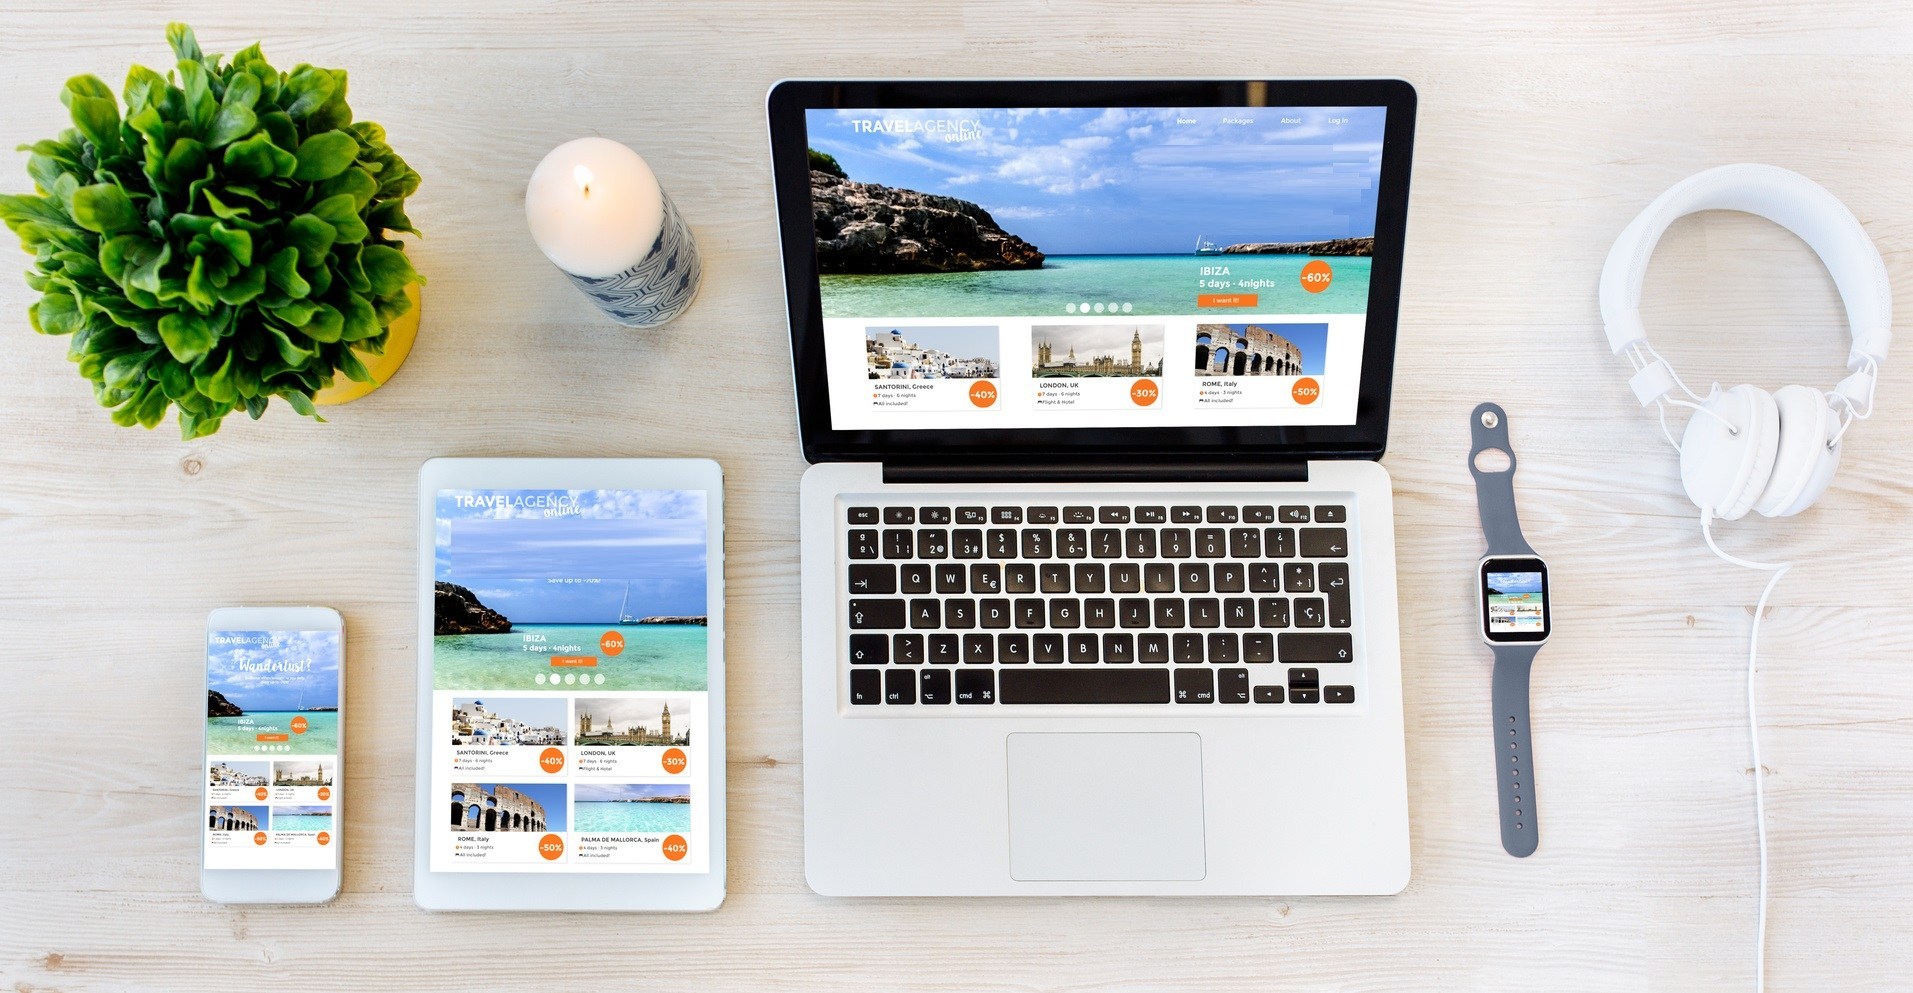 TRAVELAGENCY
online
Home Packages About Log In
IBIZA
5 days · 4nights
-60%
I want it!
SANTORINI, Greece
7 days · 6 nights
All included!
-40%
LONDON, UK
7 days · 6 nights
Flight & Hotel
-30%
ROME, Italy
4 days · 3 nights
All included!
-50%
TRAVELAGENCY
online
Save up to -70%!
IBIZA
5 days · 4nights
-60%
I want it!
SANTORINI, Greece
7 days · 6 nights
All included!
-40%
LONDON, UK
7 days · 6 nights
Flight & Hotel
-30%
ROME, Italy
4 days · 3 nights
All included!
-50%
PALMA DE MALLORCA, Spain
4 days · 3 nights
All included!
-40%
TRAVELAGENCY
online
Wanderlust?
IBIZA
5 days · 4nights
-60%
I want it!
SANTORINI, Greece
-40%
LONDON, UK
-30%
ROME, Italy
-50%
PALMA DE MALLORCA, Spain
-40%
esc F1 F2 F3 F4 F5 F6 F7 F8 F9 F10 F11 F12
1 2 3 4 5 6 7 8 9 0
Q W E R T Y U I O P
A S D F G H J K L Ñ Ç
Z X C V B N M
fn ctrl alt cmd cmd alt